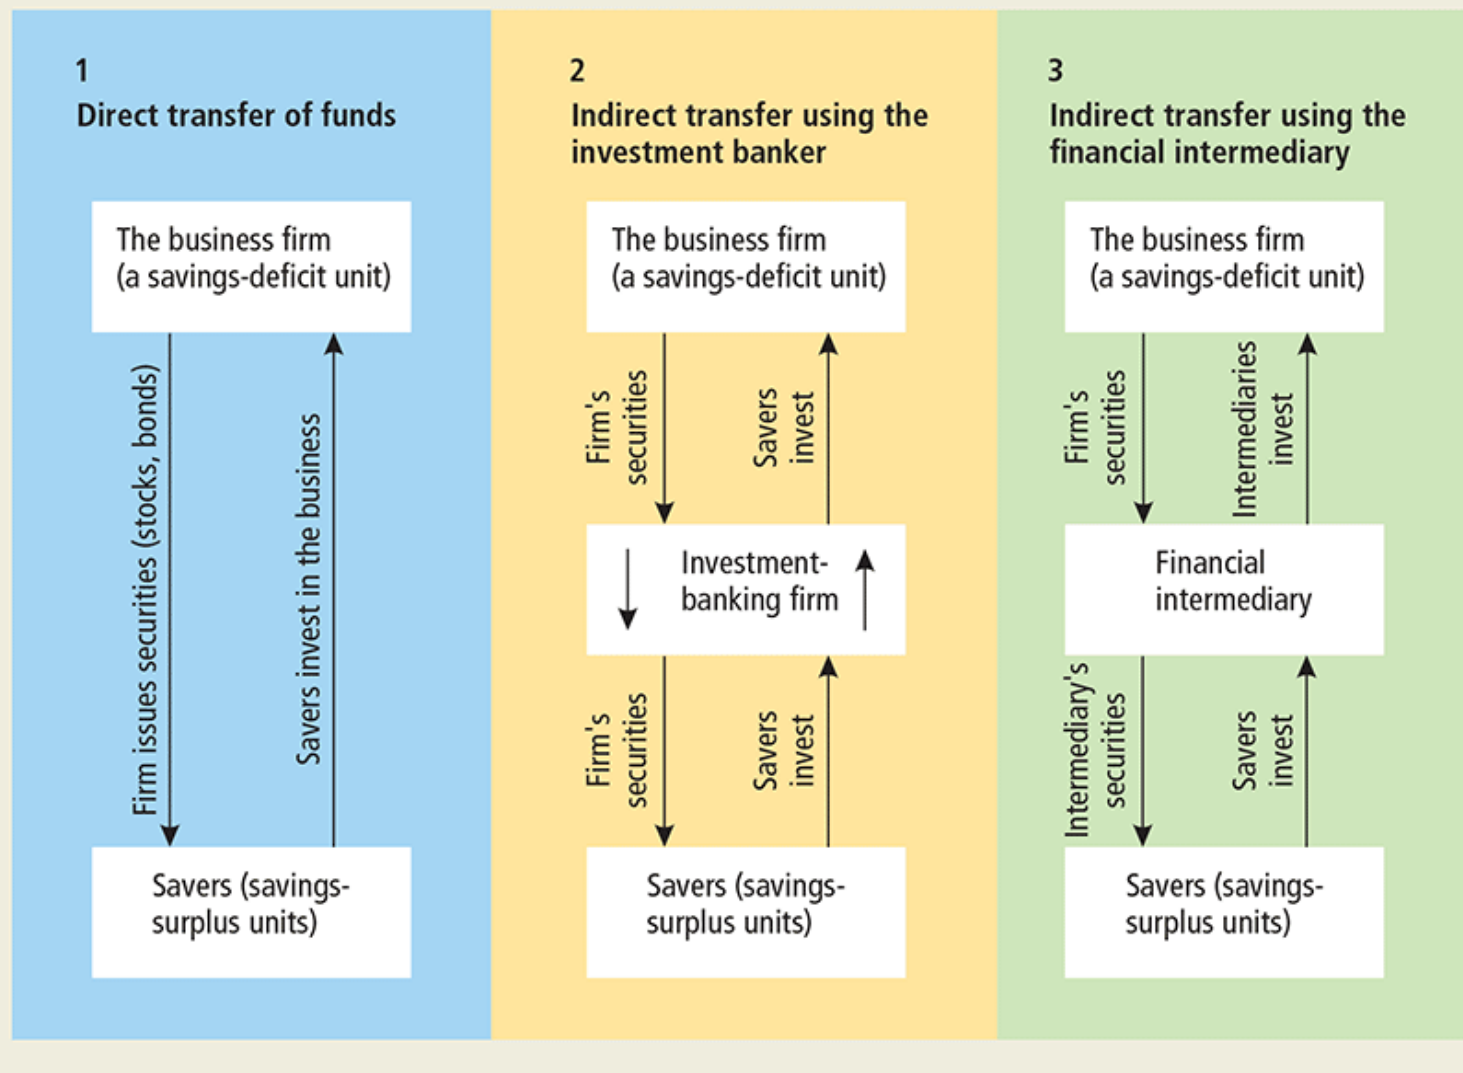 1
Direct transfer of funds
The business firm
(a savings-deficit unit)
Firm issues securities (stocks, bonds)
Savers invest in the business
Savers (savings-
surplus units)
2
Indirect transfer using the
investment banker
The business firm
(a savings-deficit unit)
Firm's
securities
Savers
invest
Investment-
banking firm
Firm's
securities
Savers
invest
Savers (savings-
surplus units)
3
Indirect transfer using the
financial intermediary
The business firm
(a savings-deficit unit)
Firm's
securities
Intermediaries
invest
Financial
intermediary
Intermediary's
securities
Savers
invest
Savers (savings-
surplus units)